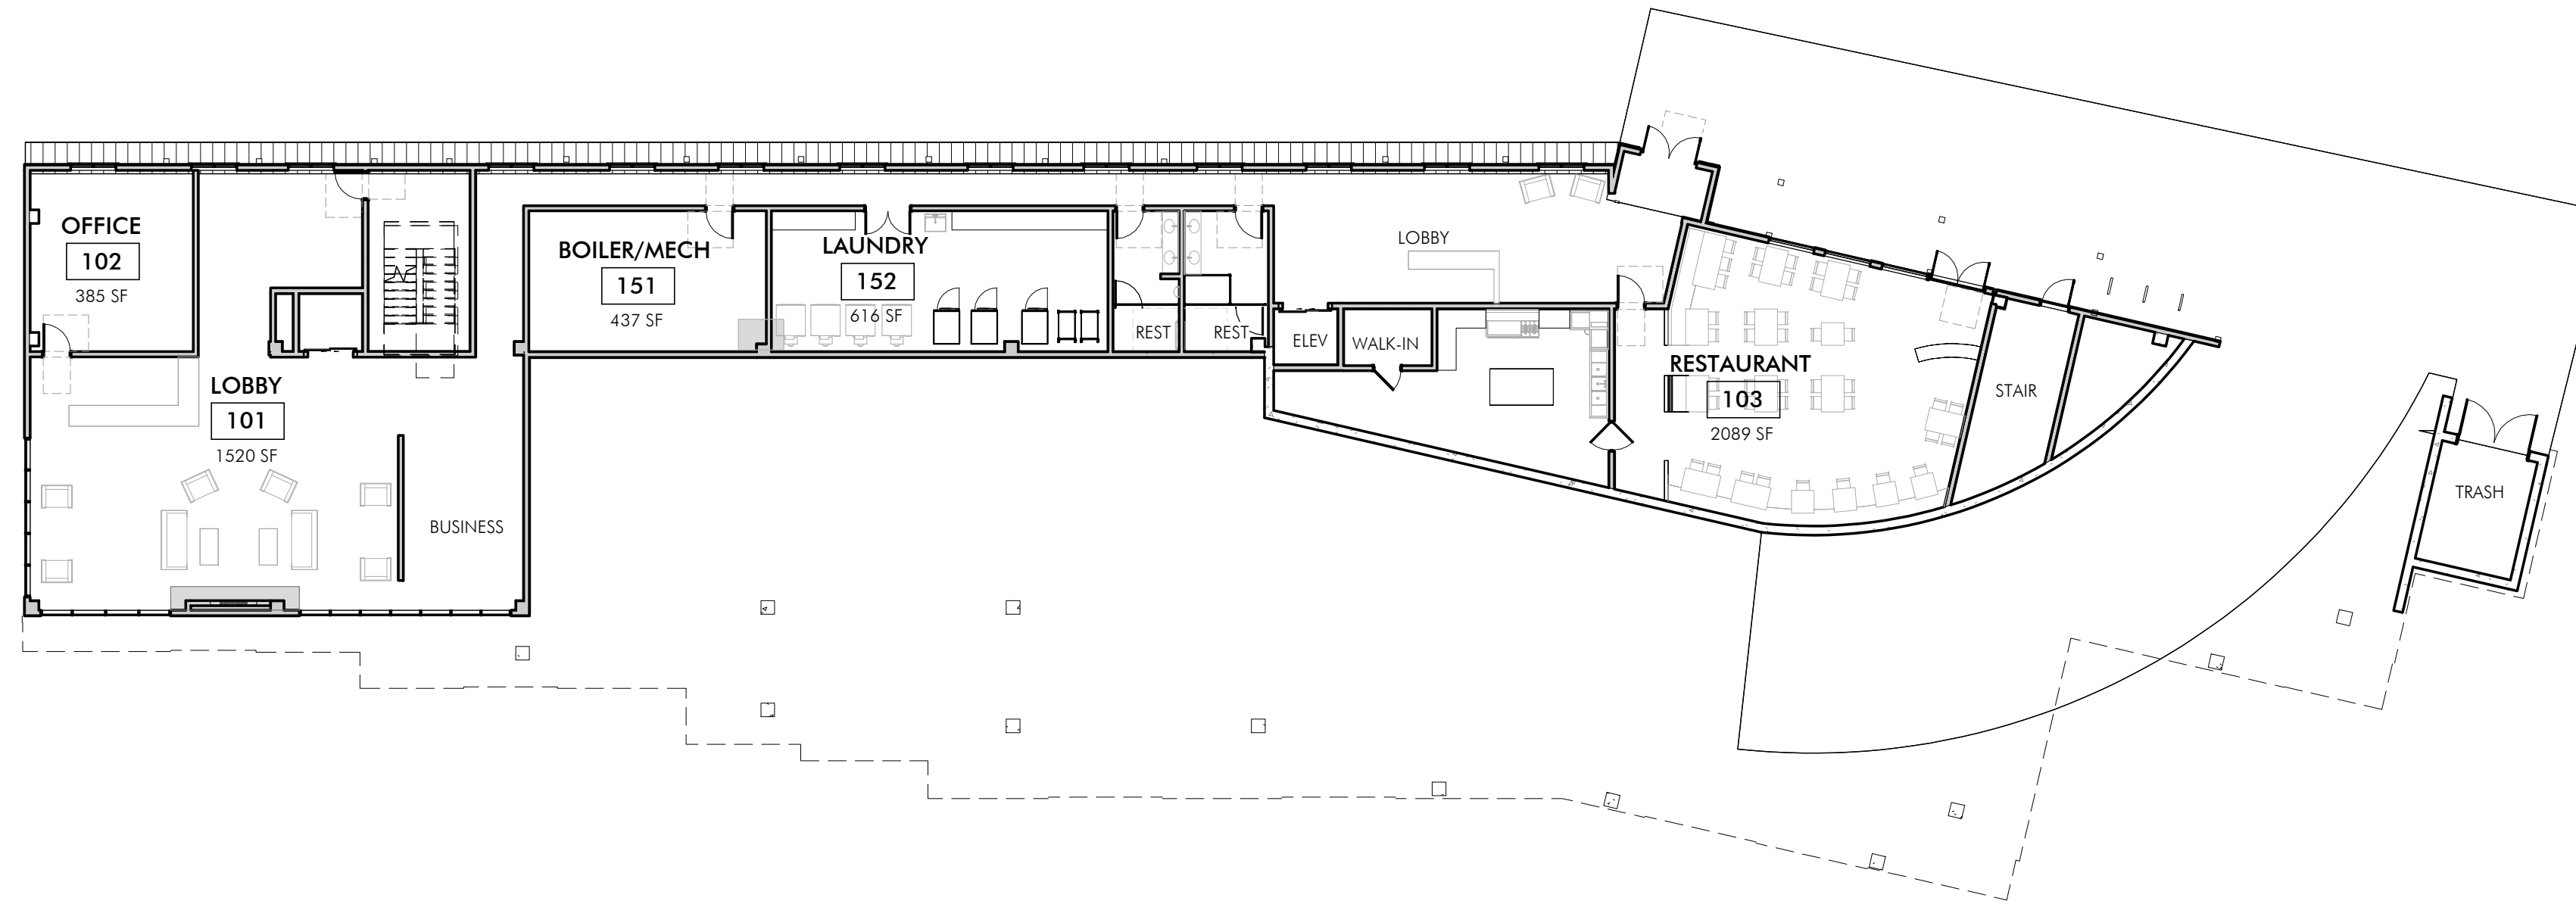 OFFICE
102
385 SF
LOBBY
101
1520 SF
BUSINESS
BOILER/MECH
151
437 SF
LAUNDRY
152
616 SF
REST
REST
ELEV
WALK-IN
LOBBY
RESTAURANT
103
2089 SF
STAIR
TRASH